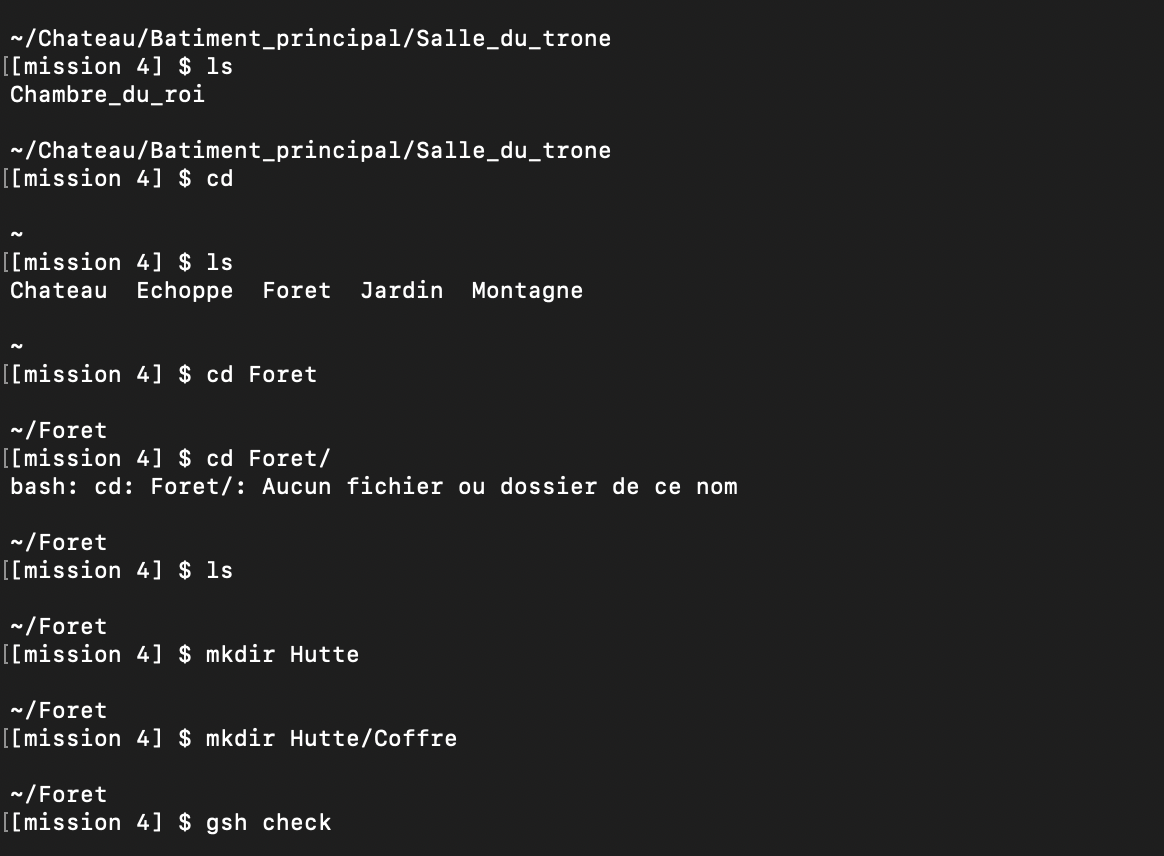 ~/Chateau/Batiment_principal/Salle_du_trone
[[mission 4] $ ls
Chambre_du_roi
~/Chateau/Batiment_principal/Salle_du_trone
[[mission 4] $ cd
~
[[mission 4] $ ls
Chateau  Echoppe  Foret  Jardin  Montagne
~
[[mission 4] $ cd Foret
~/Foret
[[mission 4] $ cd Foret/
bash: cd: Foret/: Aucun fichier ou dossier de ce nom
~/Foret
[[mission 4] $ ls
~/Foret
[[mission 4] $ mkdir Hutte
~/Foret
[[mission 4] $ mkdir Hutte/Coffre
~/Foret
[[mission 4] $ gsh check